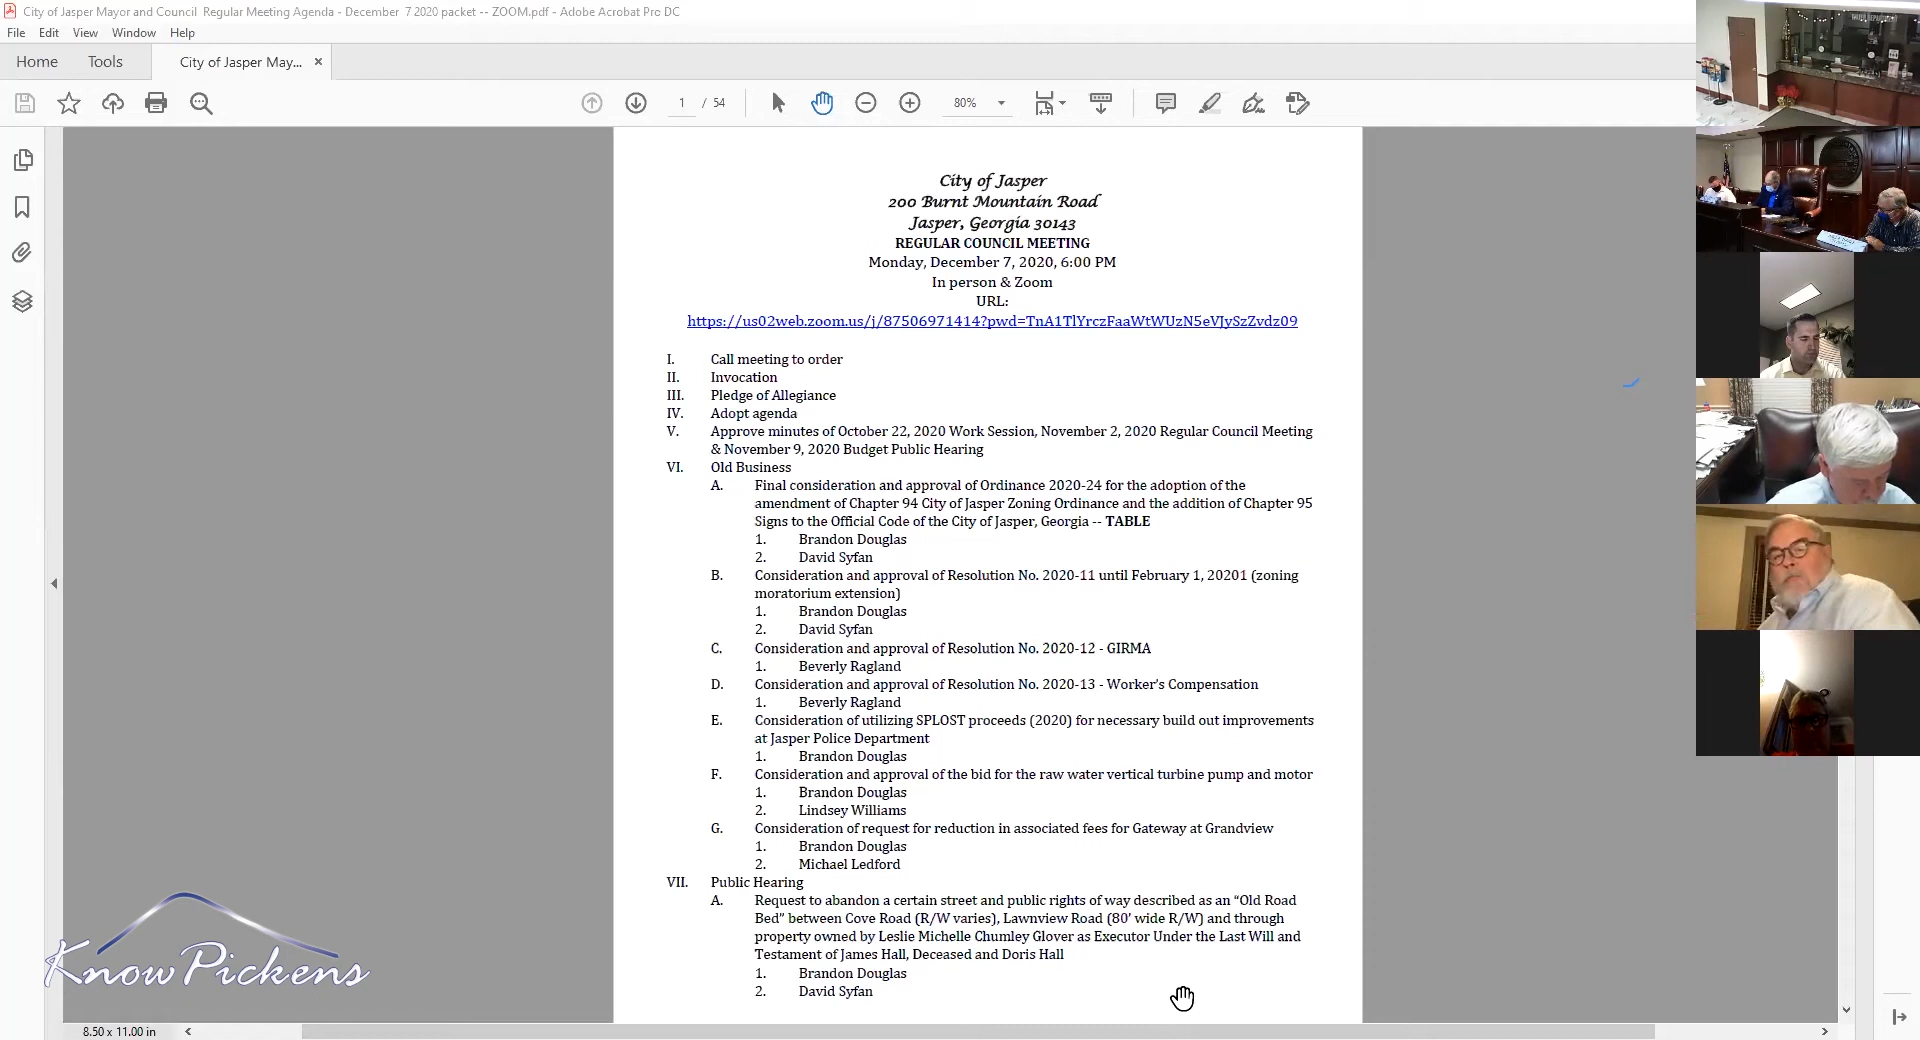 City of Jasper Mayor and Council  Regular Meeting Agenda - December  7 2020 packet -- ZOOM.pdf - Adobe Acrobat Pro DC
File Edit View Window Help
Home Tools City of Jasper May... ×
1 / 54 80%
City of Jasper
200 Burnt Mountain Road
Jasper, Georgia 30143
REGULAR COUNCIL MEETING
Monday, December 7, 2020, 6:00 PM
In person & Zoom
URL:
https://us02web.zoom.us/j/87506971414?pwd=TnA1TlYrczFaaWtWUzN5eVJySzZvdz09
I. Call meeting to order
II. Invocation
III. Pledge of Allegiance
IV. Adopt agenda
V. Approve minutes of October 22, 2020 Work Session, November 2, 2020 Regular Council Meeting
& November 9, 2020 Budget Public Hearing
VI. Old Business
A. Final consideration and approval of Ordinance 2020-24 for the adoption of the
amendment of Chapter 94 City of Jasper Zoning Ordinance and the addition of Chapter 95
Signs to the Official Code of the City of Jasper, Georgia -- TABLE
1. Brandon Douglas
2. David Syfan
B. Consideration and approval of Resolution No. 2020-11 until February 1, 20201 (zoning
moratorium extension)
1. Brandon Douglas
2. David Syfan
C. Consideration and approval of Resolution No. 2020-12 - GIRMA
1. Beverly Ragland
D. Consideration and approval of Resolution No. 2020-13 - Worker's Compensation
1. Beverly Ragland
E. Consideration of utilizing SPLOST proceeds (2020) for necessary build out improvements
at Jasper Police Department
1. Brandon Douglas
F. Consideration and approval of the bid for the raw water vertical turbine pump and motor
1. Brandon Douglas
2. Lindsey Williams
G. Consideration of request for reduction in associated fees for Gateway at Grandview
1. Brandon Douglas
2. Michael Ledford
VII. Public Hearing
A. Request to abandon a certain street and public rights of way described as an “Old Road
Bed” between Cove Road (R/W varies), Lawnview Road (80' wide R/W) and through
property owned by Leslie Michelle Chumley Glover as Executor Under the Last Will and
Testament of James Hall, Deceased and Doris Hall
1. Brandon Douglas
2. David Syfan
KnowPickens
8.50 x 11.00 in